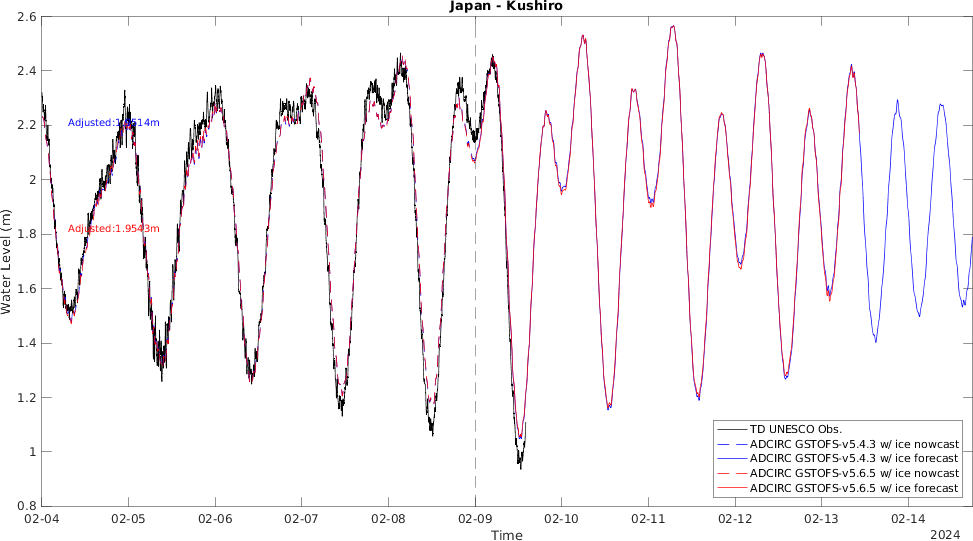 Japan - Kushiro
2.6
2.4
2.2
2
1.8
1.6
1.4
1.2
1
0.8
Water Level (m)
Adjusted:1.9514m
Adjusted:1.9543m
TD UNESCO Obs.
ADCIRC GSTOFS-v5.4.3 w/ ice nowcast
ADCIRC GSTOFS-v5.4.3 w/ ice forecast
ADCIRC GSTOFS-v5.6.5 w/ ice nowcast
ADCIRC GSTOFS-v5.6.5 w/ ice forecast
02-04 02-05 02-06 02-07 02-08 02-09 02-10 02-11 02-12 02-13 02-14
Time
2024